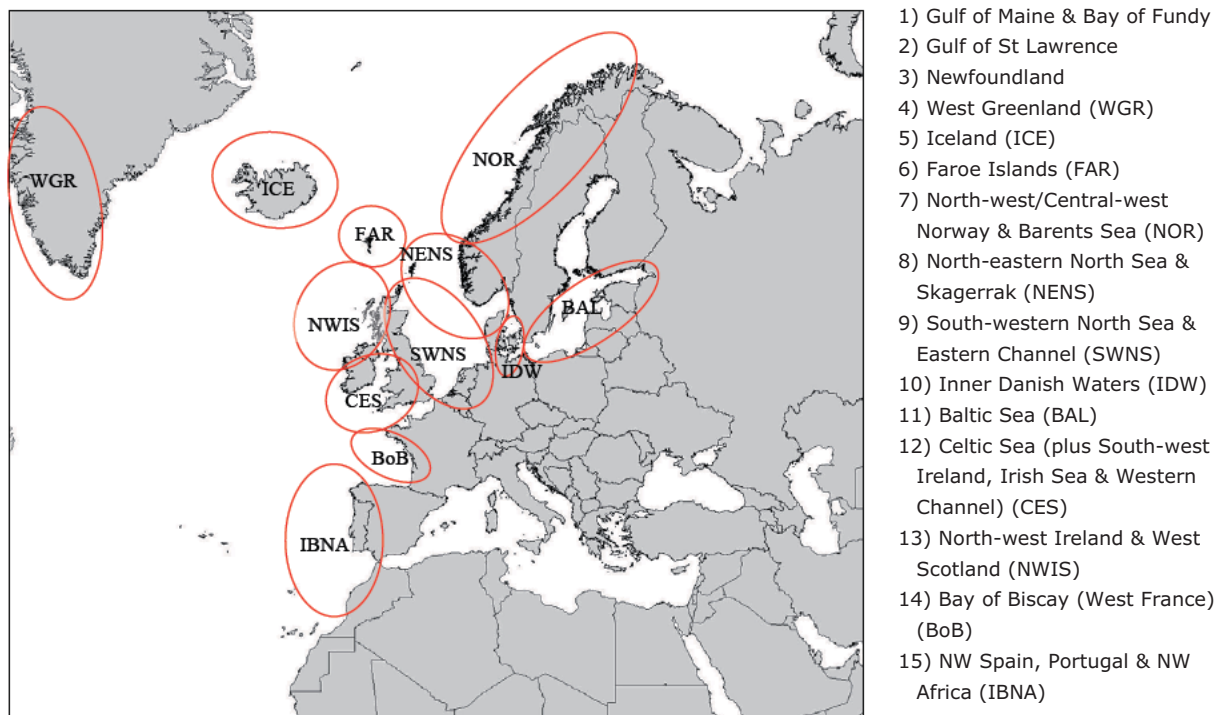 WGR
ICE
NOR
FAR
NENS
NWIS
BAL
SWNS
IDW
CES
BoB
IBNA
1) Gulf of Maine & Bay of Fundy
2) Gulf of St Lawrence
3) Newfoundland
4) West Greenland (WGR)
5) Iceland (ICE)
6) Faroe Islands (FAR)
7) North-west/Central-west
Norway & Barents Sea (NOR)
8) North-eastern North Sea &
Skagerrak (NENS)
9) South-western North Sea &
Eastern Channel (SWNS)
10) Inner Danish Waters (IDW)
11) Baltic Sea (BAL)
12) Celtic Sea (plus South-west
Ireland, Irish Sea & Western
Channel) (CES)
13) North-west Ireland & West
Scotland (NWIS)
14) Bay of Biscay (West France)
(BoB)
15) NW Spain, Portugal & NW
Africa (IBNA)